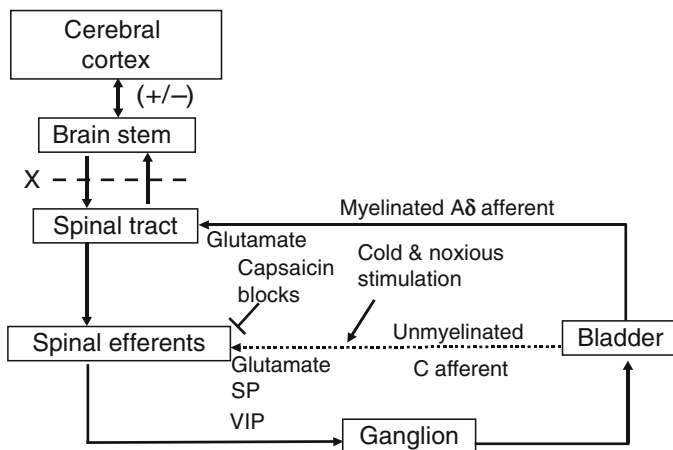 Cerebral
cortex
(+/−)
Brain stem
X
Myelinated Aδ afferent
Spinal tract
Glutamate
Cold & noxious
stimulation
Capsaicin
blocks
Unmyelinated
Spinal efferents
Bladder
C afferent
Glutamate
SP
VIP
Ganglion